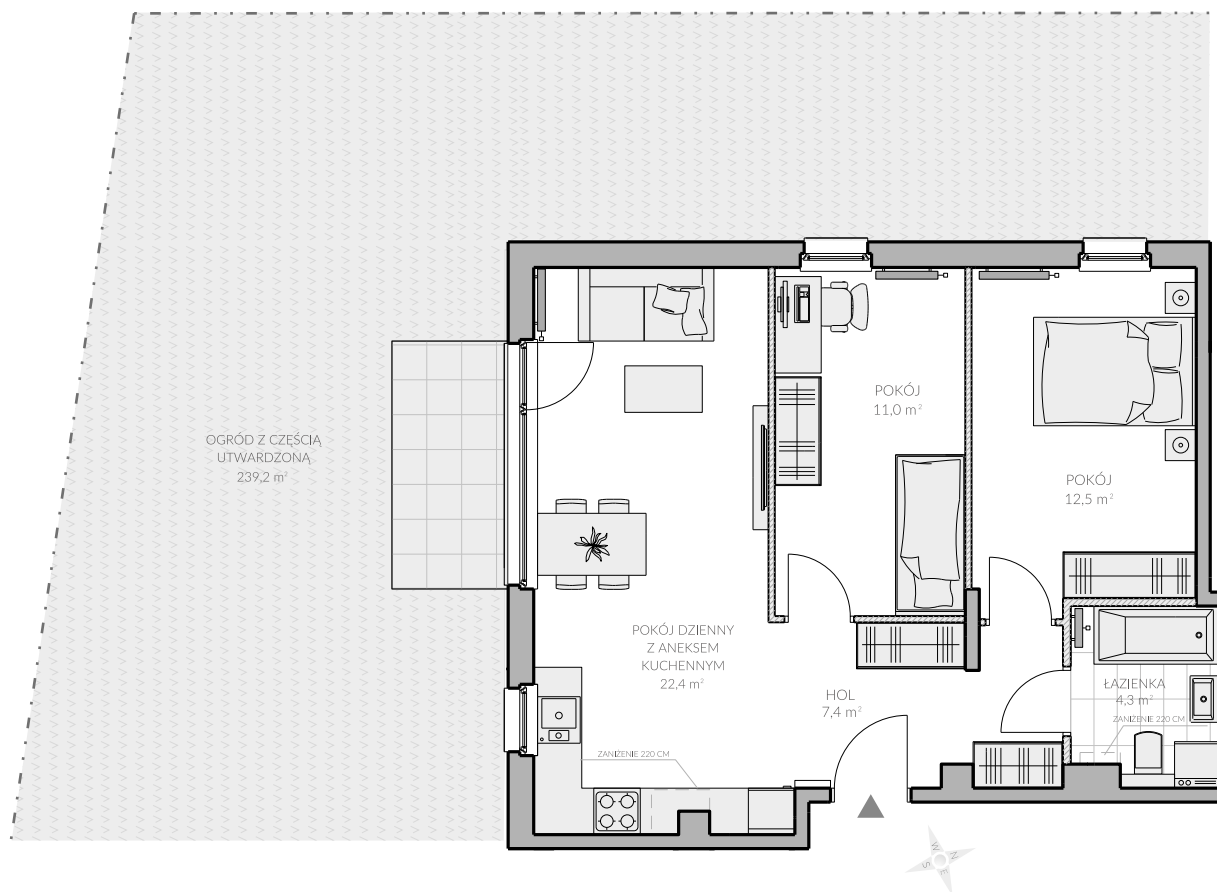 OGRÓD Z CZĘŚCIĄ
UTWARDZONĄ
239,2 m²
POKÓJ
11,0 m²
POKÓJ
12,5 m²
POKÓJ DZIENNY
Z ANEKSEM
KUCHENNYM
22,4 m²
HOL
7,4 m²
ŁAZIENKA
4,3 m²
ZANIŻENIE 220 CM
ZANIŻENIE 220 CM
W
N
S
E